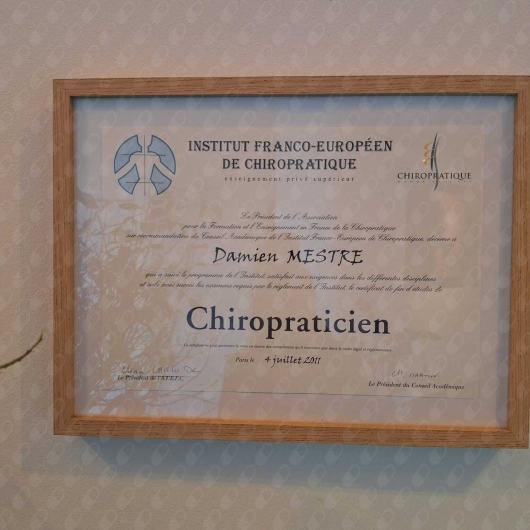 INSTITUT FRANCO-EUROPÉEN
DE CHIROPRATIQUE
enseignement privé supérieur
CHIROPRATIQUE
Le Président de l'Association
pour la Formation et l'Enseignement en France de la Chiropratique
sur recommandation du Conseil Académique de l'Institut Franco-Européen de Chiropratique, décerne à
Damien MESTRE
qui a suivi le programme de l'Institut, satisfait aux exigences dans les différentes disciplines
et subi avec succès les examens requis par le règlement de l'Institut, le certificat de fin d'études de
Chiropraticien
Paris le 4 juillet 2011
Le Président de l'A.F.E.F.C.
Le Président du Conseil Académique